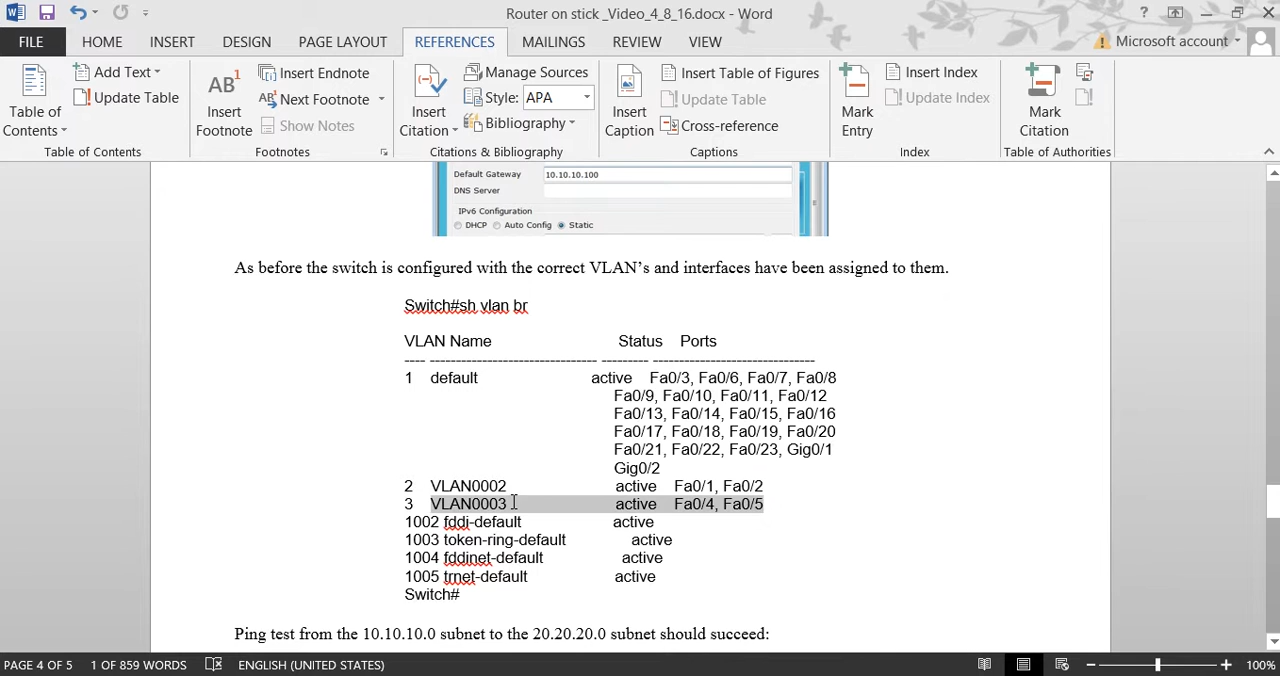 Router on stick _Video_4_8_16.docx - Word
FILE HOME INSERT DESIGN PAGE LAYOUT REFERENCES MAILINGS REVIEW VIEW Microsoft account
Table of Contents
Add Text
Update Table
Table of Contents
AB¹ Insert Footnote
Insert Endnote
Next Footnote
Show Notes
Footnotes
Insert Citation
Manage Sources
Style: APA
Bibliography
Citations & Bibliography
Insert Caption
Insert Table of Figures
Update Table
Cross-reference
Captions
Mark Entry
Insert Index
Update Index
Index
Mark Citation
Table of Authorities
Default Gateway 10.10.10.100
DNS Server
IPv6 Configuration
DHCP Auto Config Static
As before the switch is configured with the correct VLAN's and interfaces have been assigned to them.
Switch#sh vlan br
VLAN Name Status Ports
---- -------------------------------- --------- -------------------------------
1 default active Fa0/3, Fa0/6, Fa0/7, Fa0/8
Fa0/9, Fa0/10, Fa0/11, Fa0/12
Fa0/13, Fa0/14, Fa0/15, Fa0/16
Fa0/17, Fa0/18, Fa0/19, Fa0/20
Fa0/21, Fa0/22, Fa0/23, Gig0/1
Gig0/2
2 VLAN0002 active Fa0/1, Fa0/2
3 VLAN0003 active Fa0/4, Fa0/5
1002 fddi-default active
1003 token-ring-default active
1004 fddinet-default active
1005 trnet-default active
Switch#
Ping test from the 10.10.10.0 subnet to the 20.20.20.0 subnet should succeed:
PAGE 4 OF 5 1 OF 859 WORDS ENGLISH (UNITED STATES) 100%